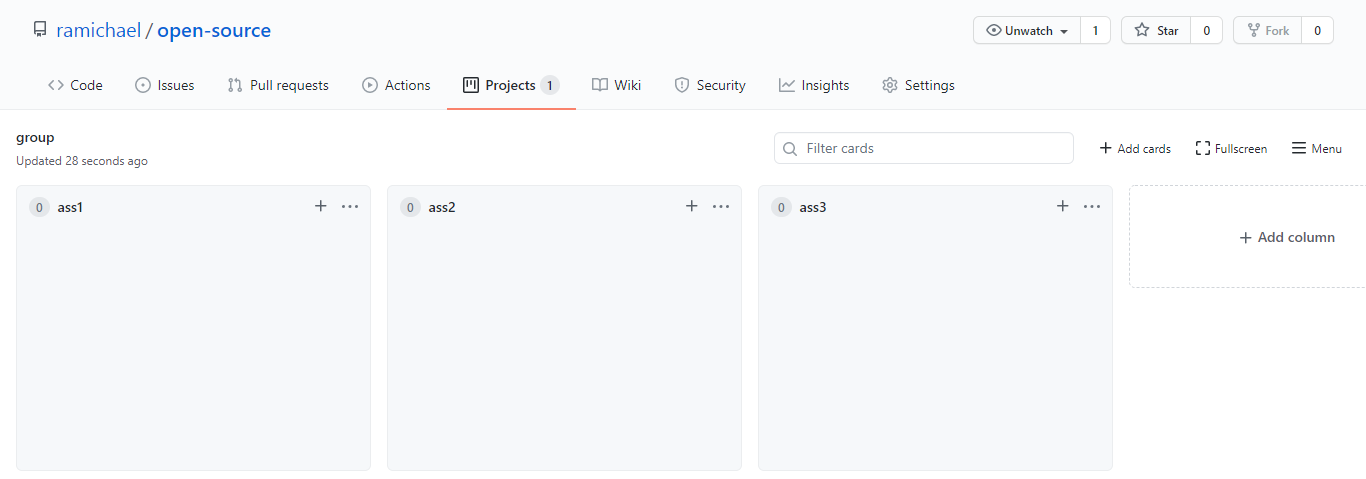 ramichael / open-source
Unwatch 1 Star 0 Fork 0
Code Issues Pull requests Actions Projects 1 Wiki Security Insights Settings
group
Updated 28 seconds ago
Filter cards
Add cards Fullscreen Menu
0 ass1
0 ass2
0 ass3
Add column